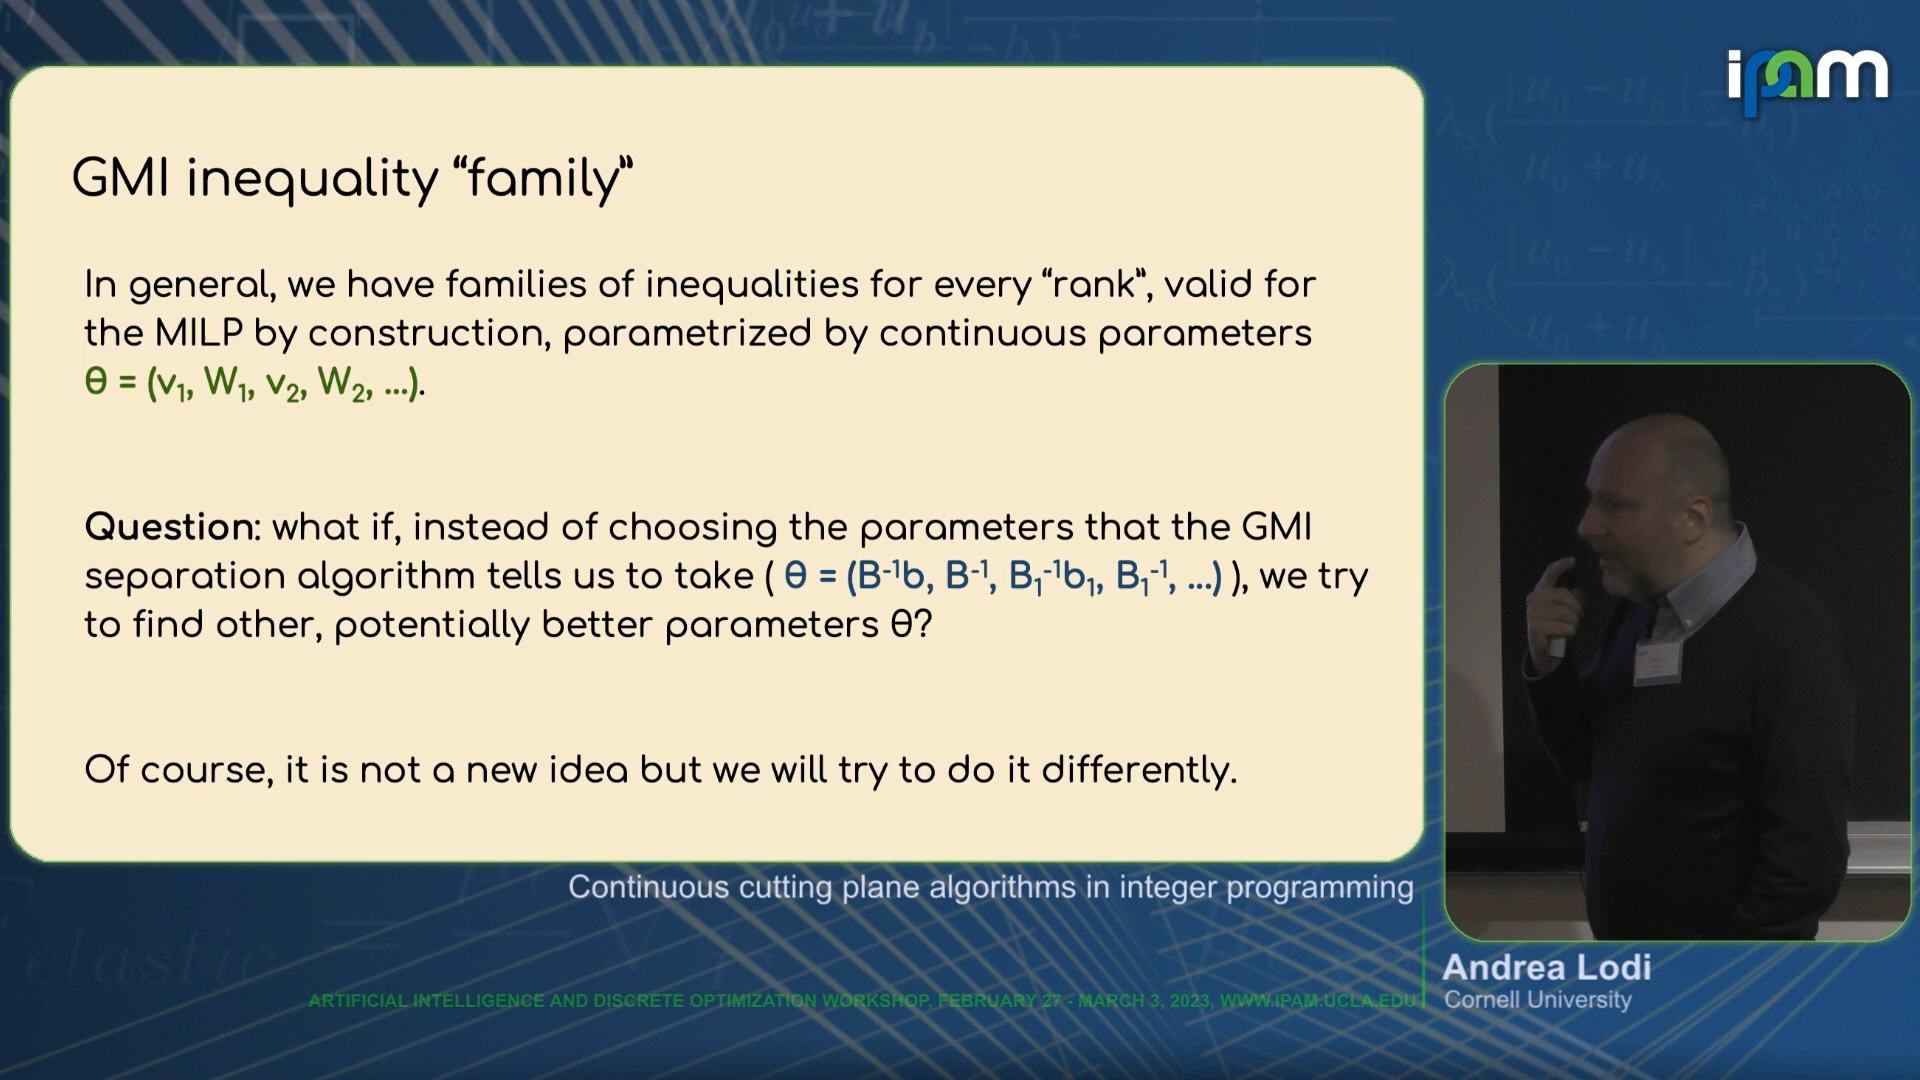 ipam
GMI inequality “family”
In general, we have families of inequalities for every “rank”, valid for
the MILP by construction, parametrized by continuous parameters
θ = (v₁, W₁, v₂, W₂, ...).
Question: what if, instead of choosing the parameters that the GMI
separation algorithm tells us to take ( θ = (B⁻¹b, B⁻¹, B₁⁻¹b₁, B₁⁻¹, ...) ), we try
to find other, potentially better parameters θ?
Of course, it is not a new idea but we will try to do it differently.
Continuous cutting plane algorithms in integer programming
Andrea Lodi
Cornell University
ARTIFICIAL INTELLIGENCE AND DISCRETE OPTIMIZATION WORKSHOP, FEBRUARY 27 - MARCH 3, 2023, WWW.IPAM.UCLA.EDU
elastic